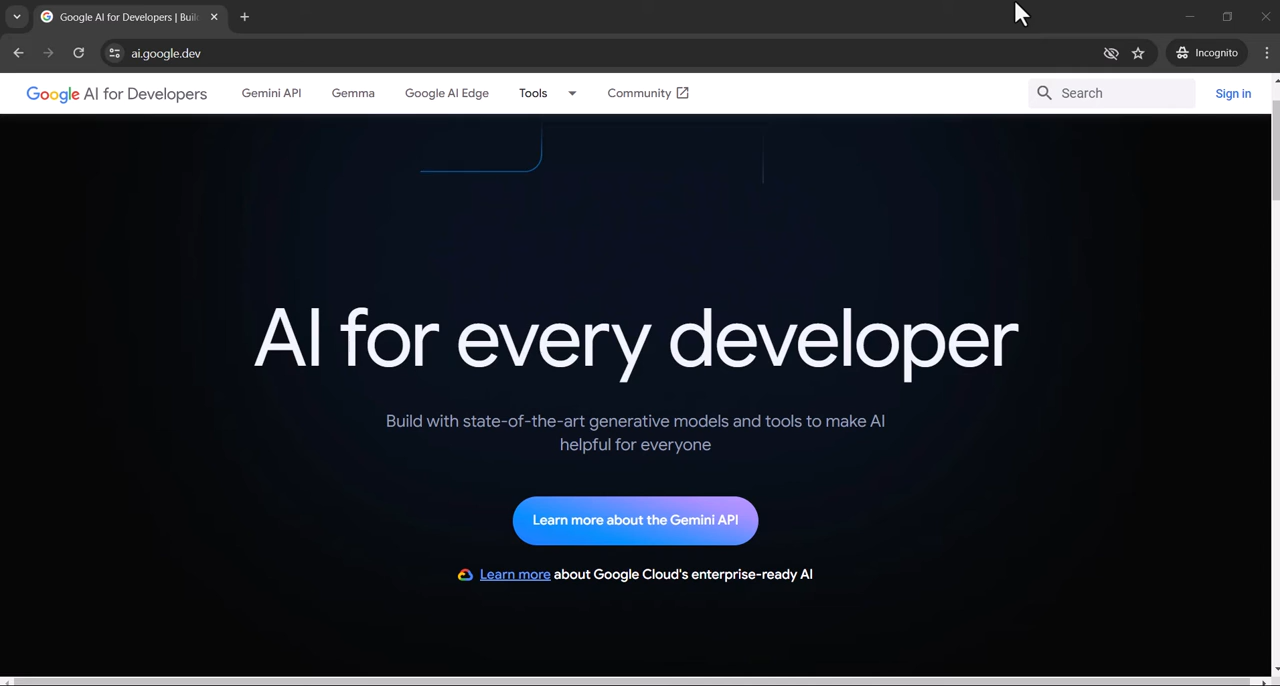 Google AI for Developers | Buil
ai.google.dev
Incognito
Google AI for Developers
Gemini API
Gemma
Google AI Edge
Tools
Community
Search
Sign in
AI for every developer
Build with state-of-the-art generative models and tools to make AI
helpful for everyone
Learn more about the Gemini API
Learn more about Google Cloud's enterprise-ready AI